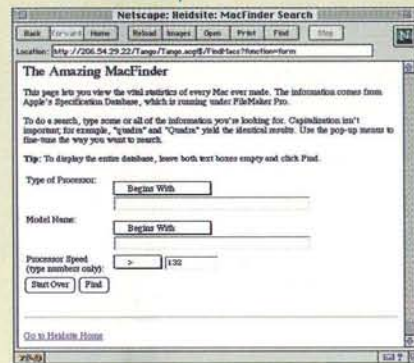 Netscape: Heidsite: MacFinder Search
Back Forward Home Reload Images Open Print Find Stop
Location: http://206.54.29.22/Tango/Tango.acgi$/FindMacs?function=form
The Amazing MacFinder
This page lets you view the vital statistics of every Mac ever made. The information comes from
Apple's Specification Database, which is running under FileMaker Pro.
To do a search, type some or all of the information you're looking for. Capitalization isn't
important; for example, "quadra" and "Quadra" yield the identical results. Use the pop-up menus to
fine-tune the way you want to search.
Tip: To display the entire database, leave both text boxes empty and click Find.
Type of Processor:
Begins With
Model Name:
Begins With
Processor Speed
(type numbers only):
> 132
Start Over Find
Go to Heidsite Home